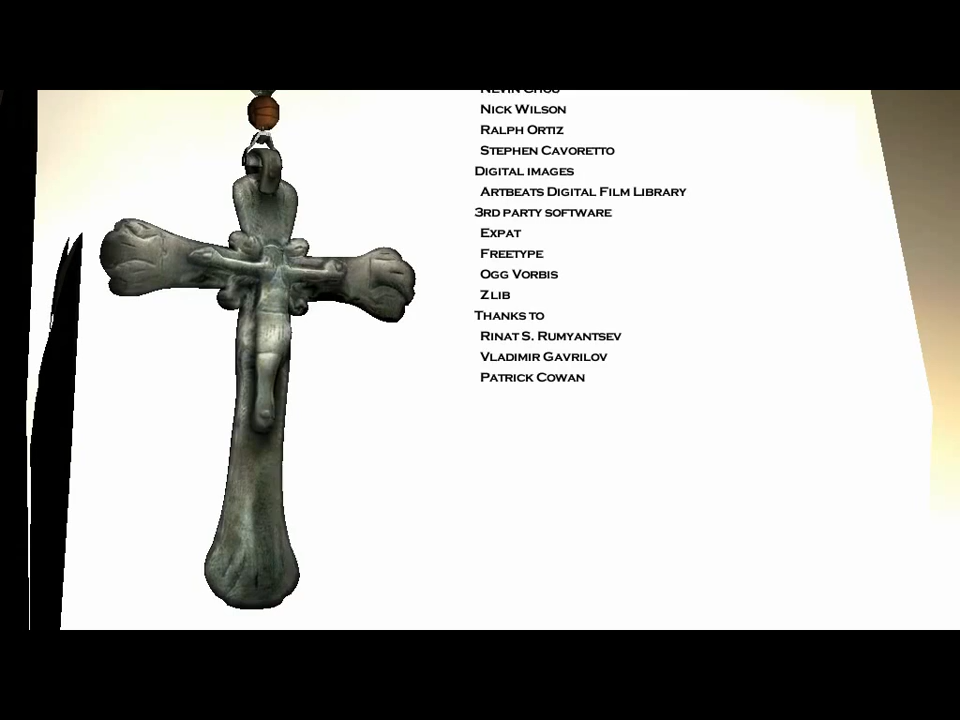 Nick Wilson
Ralph Ortiz
Stephen Cavoretto
Digital images
Artbeats Digital Film Library
3rd party software
Expat
Freetype
Ogg Vorbis
Zlib
Thanks to
Rinat S. Rumyantsev
Vladimir Gavrilov
Patrick Cowan